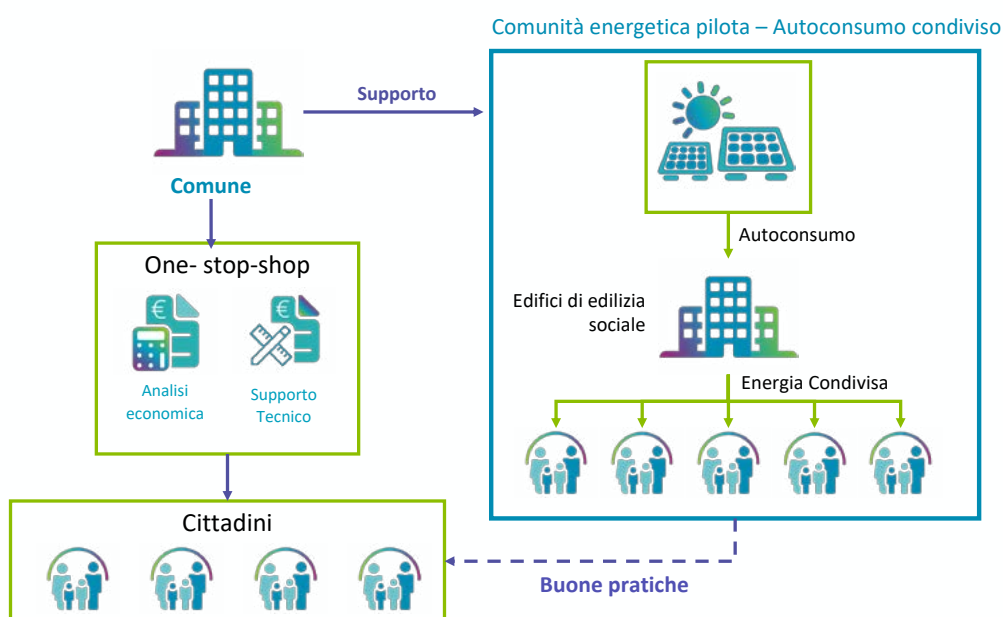 Comunità energetica pilota – Autoconsumo condiviso
Supporto
Comune
One- stop-shop
€
€
Analisi
economica
Supporto
Tecnico
Autoconsumo
Edifici di edilizia
sociale
Energia Condivisa
Cittadini
Buone pratiche